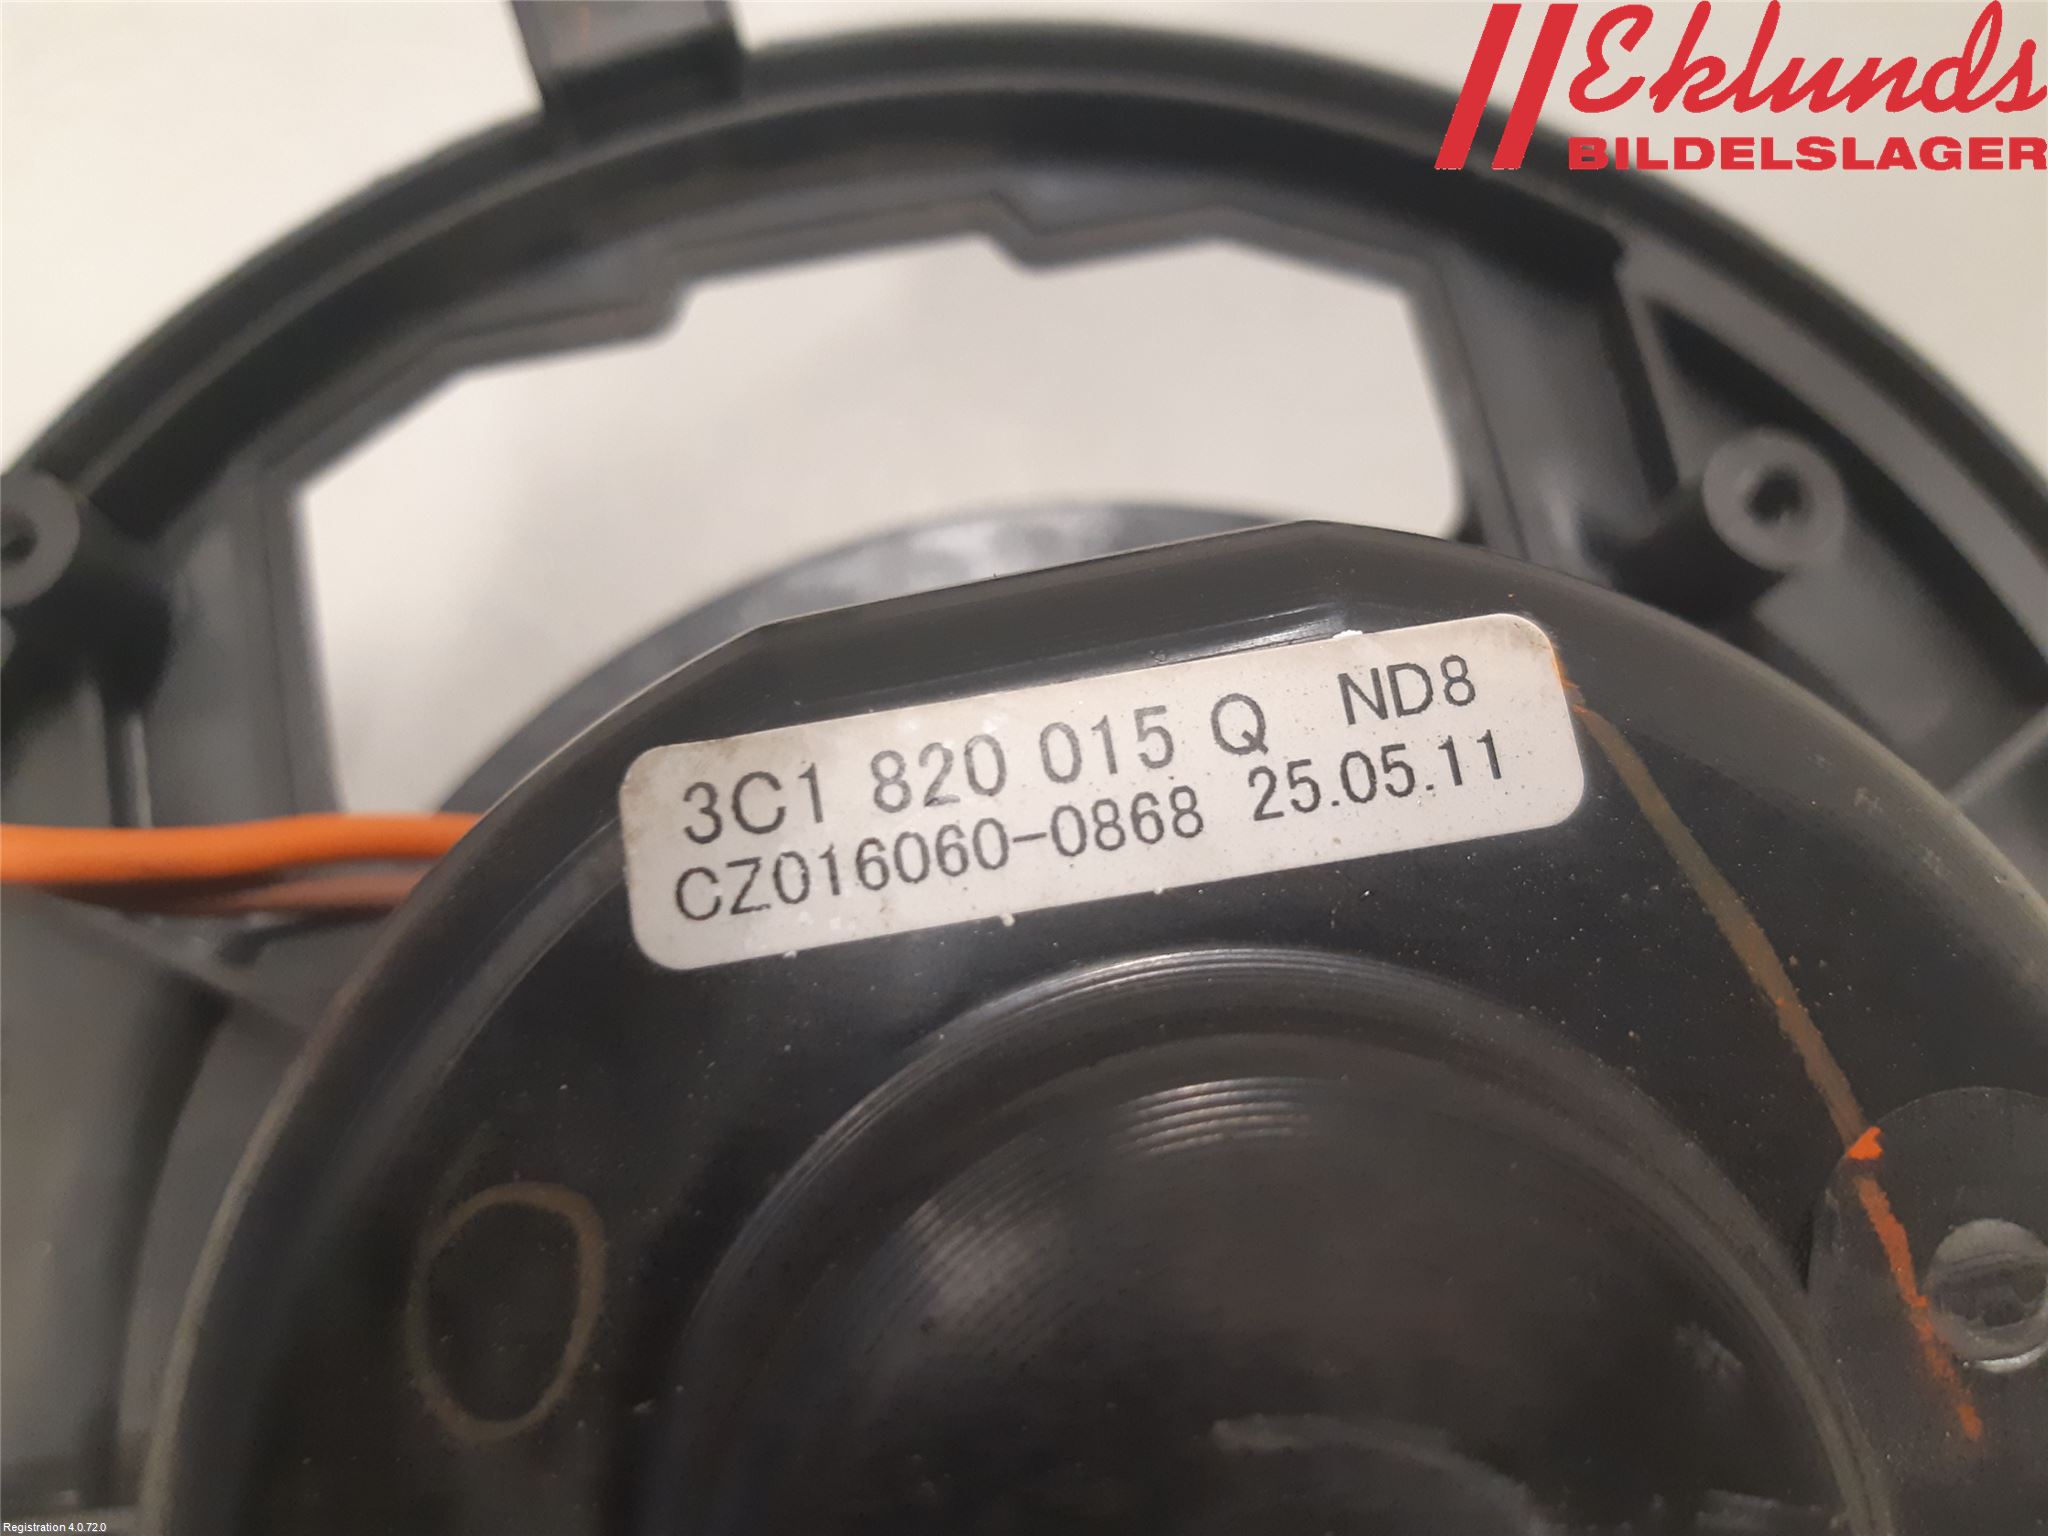 Eklunds
BILDELSLAGER
3C1 820 015 Q ND8
CZ016060-0868 25.05.11
Registration 4.0.72.0